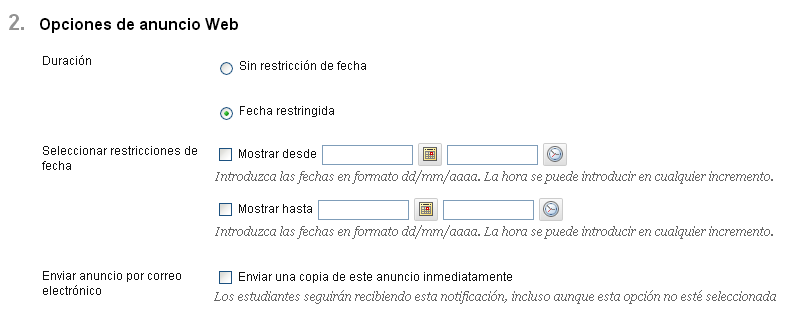 2. Opciones de anuncio Web
Duración
Sin restricción de fecha
Fecha restringida
Seleccionar restricciones de
fecha
Mostrar desde
Introduzca las fechas en formato dd/mm/aaaa. La hora se puede introducir en cualquier incremento.
Mostrar hasta
Introduzca las fechas en formato dd/mm/aaaa. La hora se puede introducir en cualquier incremento.
Enviar anuncio por correo
electrónico
Enviar una copia de este anuncio inmediatamente
Los estudiantes seguirán recibiendo esta notificación, incluso aunque esta opción no esté seleccionada